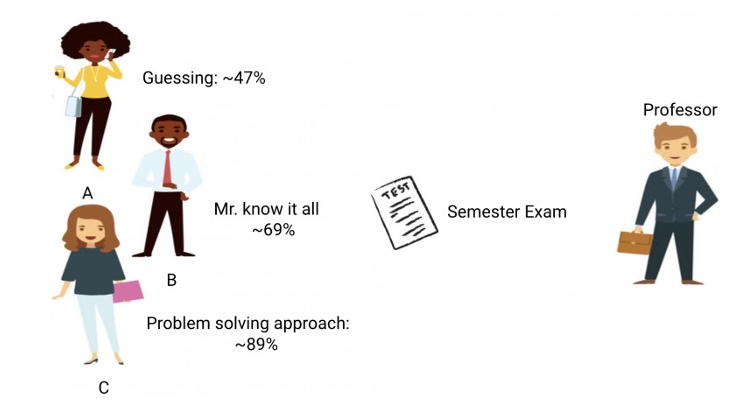 Guessing: ~47%
Professor
A
Mr. know it all
~69%
TEST
Semester Exam
B
Problem solving approach:
~89%
C